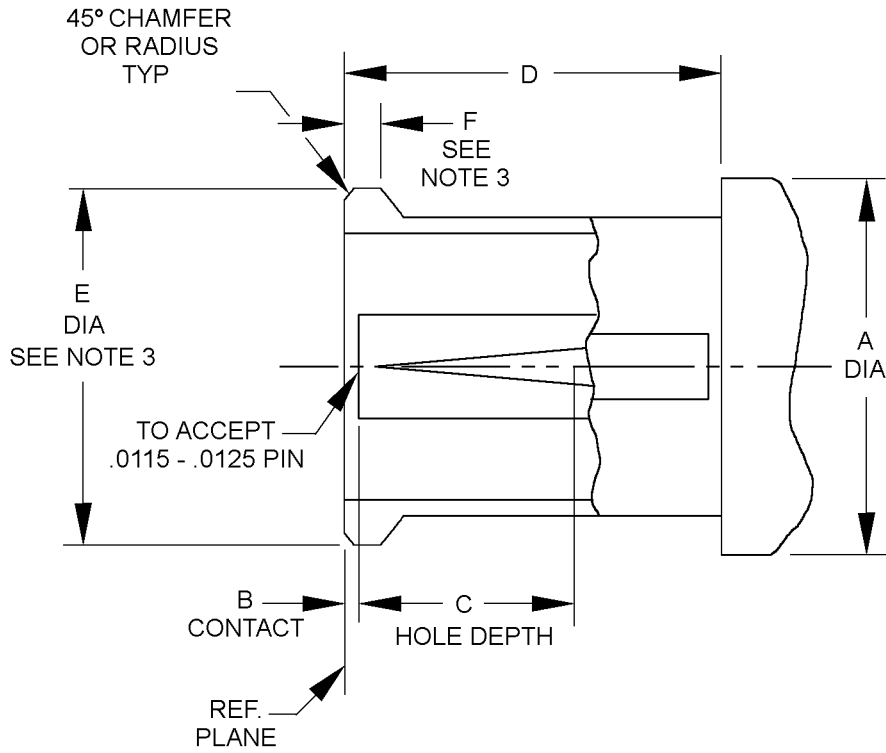 45° CHAMFER
OR RADIUS
TYP
D
F
SEE
NOTE 3
E
DIA
SEE NOTE 3
A
DIA
TO ACCEPT
.0115 - .0125 PIN
B
CONTACT
C
HOLE DEPTH
REF.
PLANE